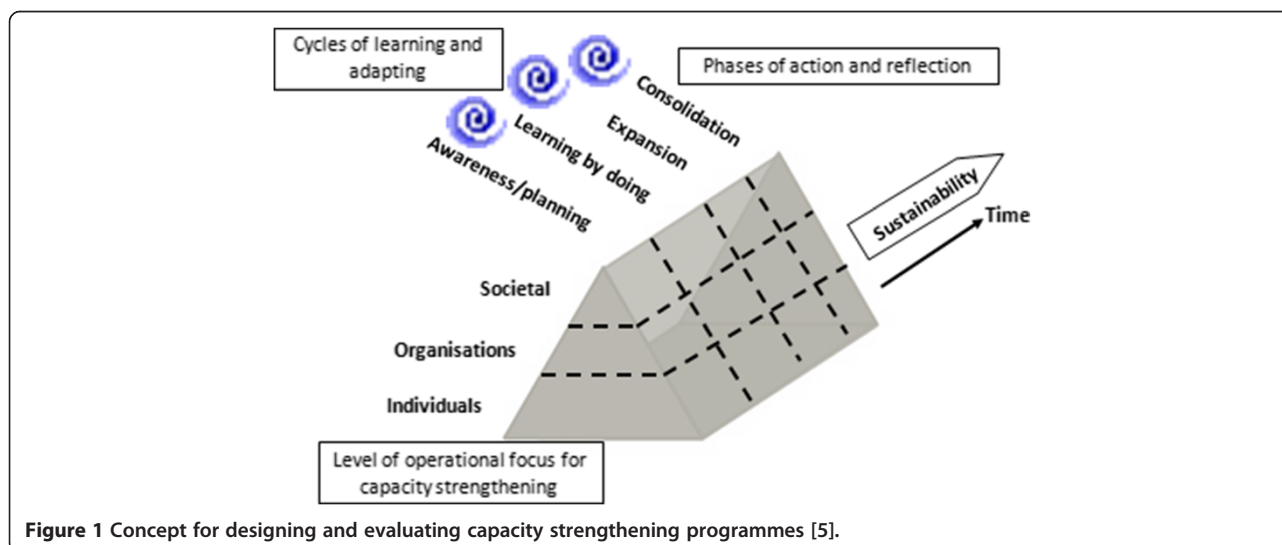 Cycles of learning and
adapting
Phases of action and reflection
Consolidation
Expansion
Learning by doing
Awareness/planning
Sustainability
Time
Societal
Organisations
Individuals
Level of operational focus for
capacity strengthening
Figure 1 Concept for designing and evaluating capacity strengthening programmes [5].